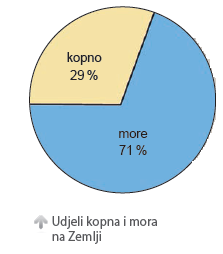 kopno
29 %
more
71 %
Udjeli kopna i mora
na Zemlji